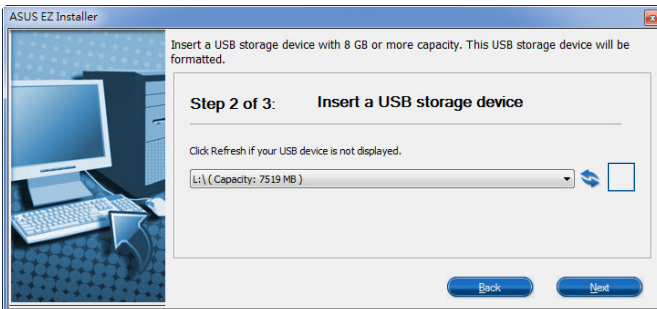 ASUS EZ Installer
Insert a USB storage device with 8 GB or more capacity. This USB storage device will be
formatted.
Step 2 of 3: Insert a USB storage device
Click Refresh if your USB device is not displayed.
L:\ ( Capacity: 7519 MB )
Back Next